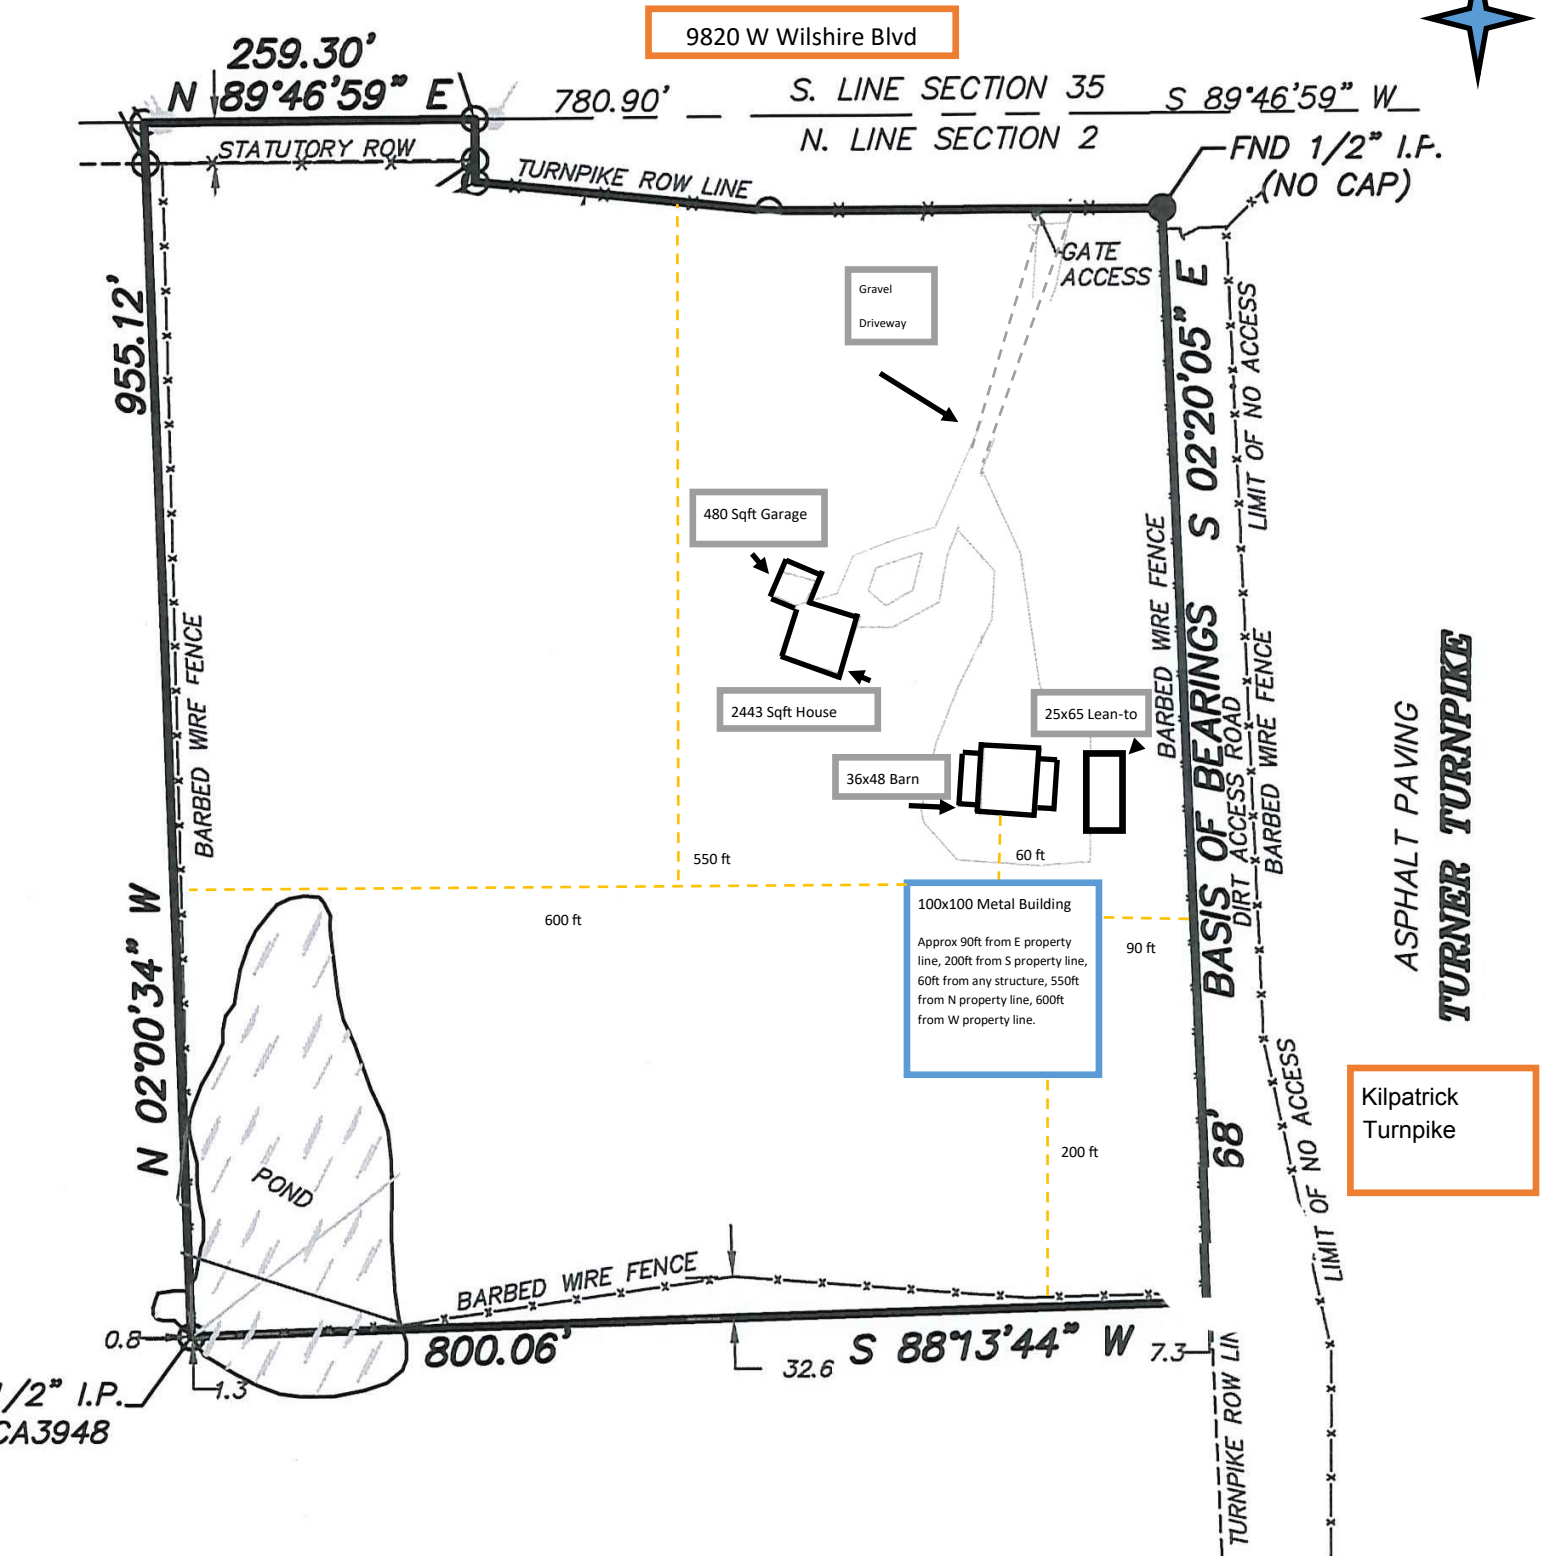 9820 W Wilshire Blvd
259.30'
N 89°46'59" E
780.90'
S. LINE SECTION 35
S 89°46'59" W
N. LINE SECTION 2
STATUTORY ROW
TURNPIKE ROW LINE
FND 1/2" I.P.
(NO CAP)
GATE
ACCESS
Gravel
Driveway
955.12'
N 02°00'34" W
BARBED WIRE FENCE
480 Sqft Garage
2443 Sqft House
25x65 Lean-to
36x48 Barn
550 ft
60 ft
600 ft
100x100 Metal Building
Approx 90ft from E property
line, 200ft from S property line,
60ft from any structure, 550ft
from N property line, 600ft
from W property line.
90 ft
200 ft
BARBED WIRE FENCE
BASIS OF BEARINGS S 02°20'05" E
68'
LIMIT OF NO ACCESS
DIRT ACCESS ROAD
BARBED WIRE FENCE
LIMIT OF NO ACCESS
LIMIT OF NO ACCESS
ASPHALT PAVING
TURNER TURNPIKE
Kilpatrick
Turnpike
POND
BARBED WIRE FENCE
0.8
800.06'
32.6
S 88°13'44" W
7.3
1.3
1/2" I.P.
CA3948
TURNPIKE ROW LIN